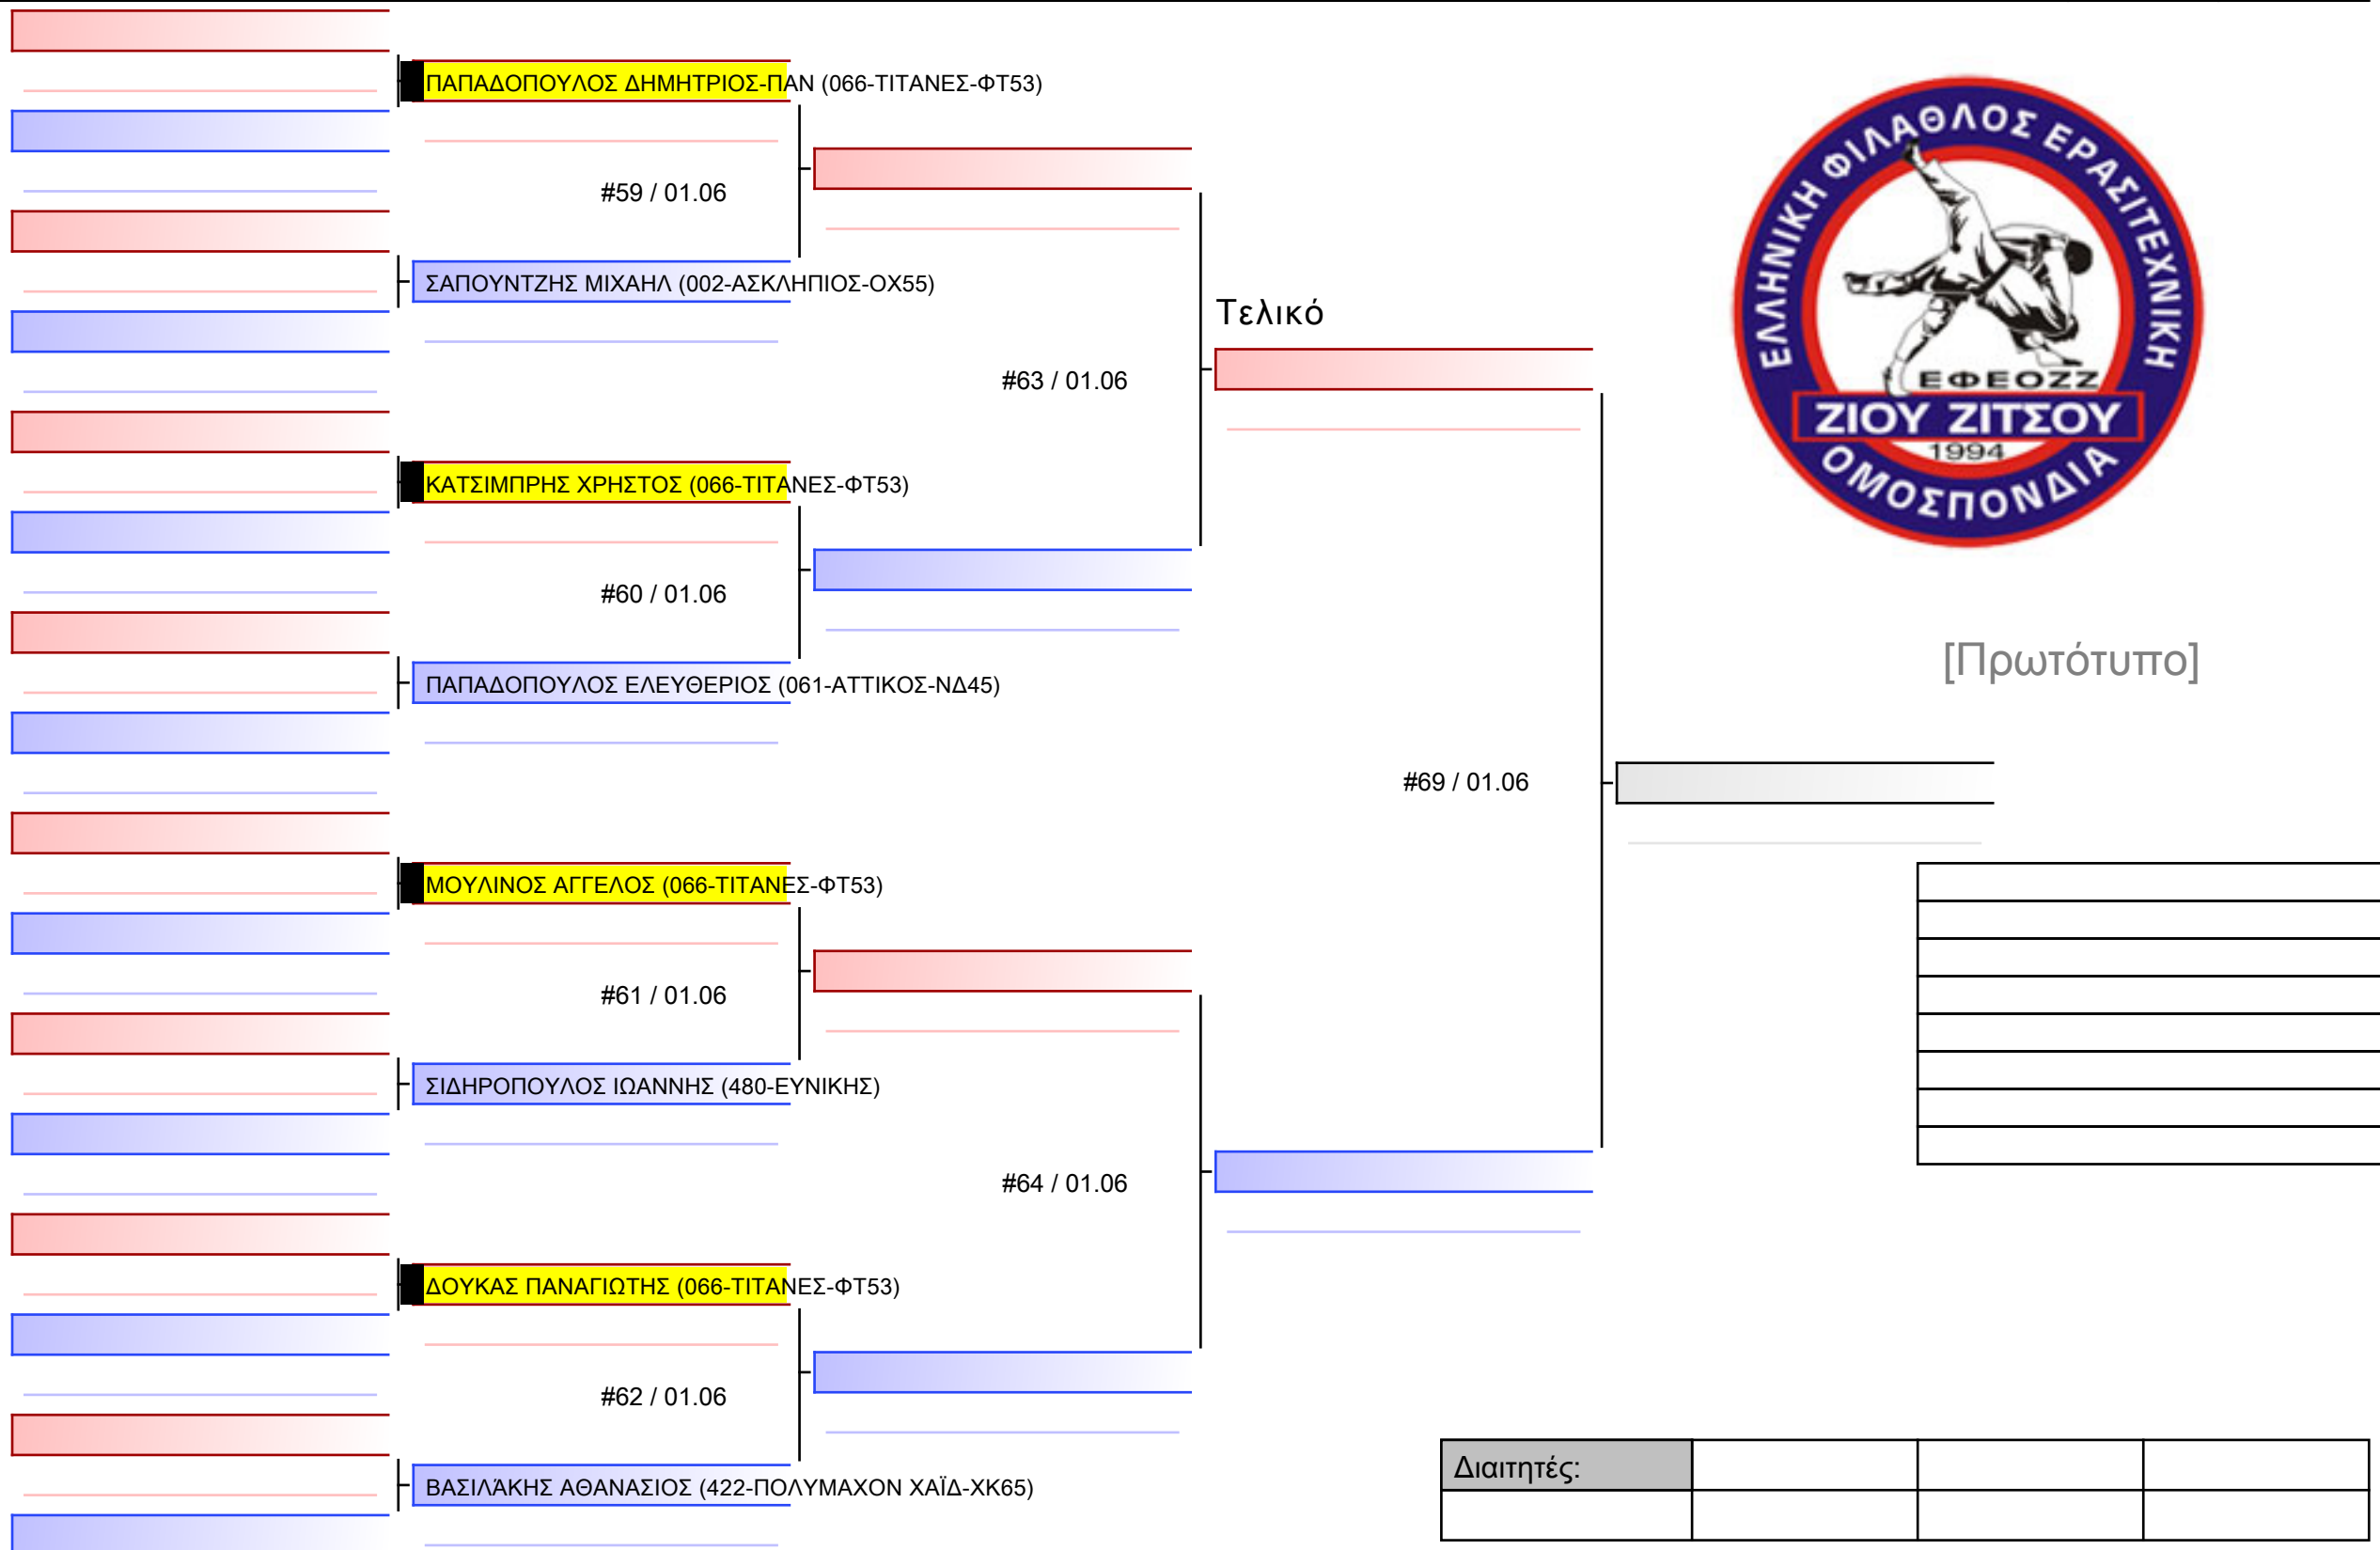 ΠΑΠΑΔΟΠΟΥΛΟΣ ΔΗΜΗΤΡΙΟΣ-ΠΑΝ (066-ΤΙΤΑΝΕΣ-ΦΤ53)
#59 / 01.06
ΣΑΠΟΥΝΤΖΗΣ ΜΙΧΑΗΛ (002-ΑΣΚΛΗΠΙΟΣ-ΟΧ55)
Τελικό
#63 / 01.06
ΚΑΤΣΙΜΠΡΗΣ ΧΡΗΣΤΟΣ (066-ΤΙΤΑΝΕΣ-ΦΤ53)
#60 / 01.06
ΠΑΠΑΔΟΠΟΥΛΟΣ ΕΛΕΥΘΕΡΙΟΣ (061-ΑΤΤΙΚΟΣ-ΝΔ45)
#69 / 01.06
ΜΟΥΛΙΝΟΣ ΑΓΓΕΛΟΣ (066-ΤΙΤΑΝΕΣ-ΦΤ53)
#61 / 01.06
ΣΙΔΗΡΟΠΟΥΛΟΣ ΙΩΑΝΝΗΣ (480-ΕΥΝΙΚΗΣ)
#64 / 01.06
ΔΟΥΚΑΣ ΠΑΝΑΓΙΩΤΗΣ (066-ΤΙΤΑΝΕΣ-ΦΤ53)
#62 / 01.06
ΒΑΣΙΛΆΚΗΣ ΑΘΑΝΑΣΙΟΣ (422-ΠΟΛΥΜΑΧΟΝ ΧΑΪΔ-ΧΚ65)
ΕΛΛΗΝΙΚΗ ΦΙΛΑΘΛΟΣ ΕΡΑΣΙΤΕΧΝΙΚΗ
ΕΦΕΟΖΖ
ΖΙΟΥ ΖΙΤΣΟΥ
1994
ΟΜΟΣΠΟΝΔΙΑ
[Πρωτότυπο]
Διαιτητές: